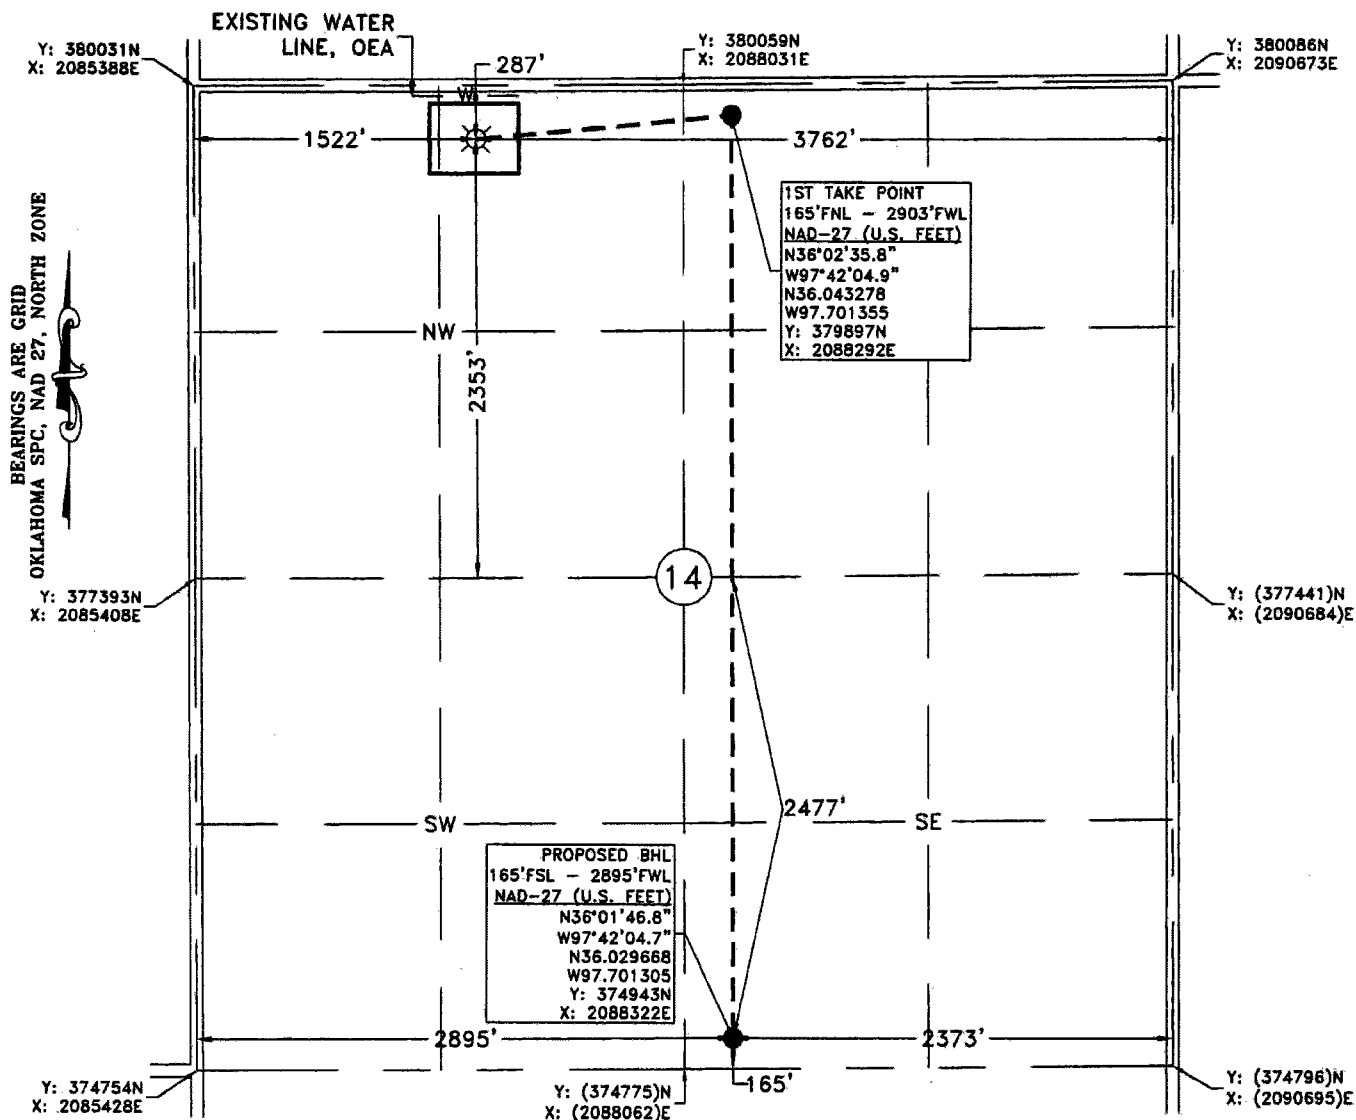 EXISTING WATER
LINE, OEA
Y: 380031N
X: 2085388E
287'
Y: 380059N
X: 2088031E
Y: 380086N
X: 2090673E
W
1522'
3762'
1ST TAKE POINT
165'FNL - 2903'FWL
NAD-27 (U.S. FEET)
N36°02'35.8"
W97°42'04.9"
N36.043278
W97.701355
Y: 379897N
X: 2088292E
BEARINGS ARE GRID
OKLAHOMA SPC, NAD 27, NORTH ZONE
NW
2353'
14
Y: 377393N
X: 2085408E
Y: (377441)N
X: (2090684)E
2477'
SW
SE
PROPOSED BHL
165'FSL - 2895'FWL
NAD-27 (U.S. FEET)
N36°01'46.8"
W97°42'04.7"
N36.029668
W97.701305
Y: 374943N
X: 2088322E
2895'
2373'
165'
Y: 374754N
X: 2085428E
Y: (374775)N
X: (2088062)E
Y: (374796)N
X: (2090695)E